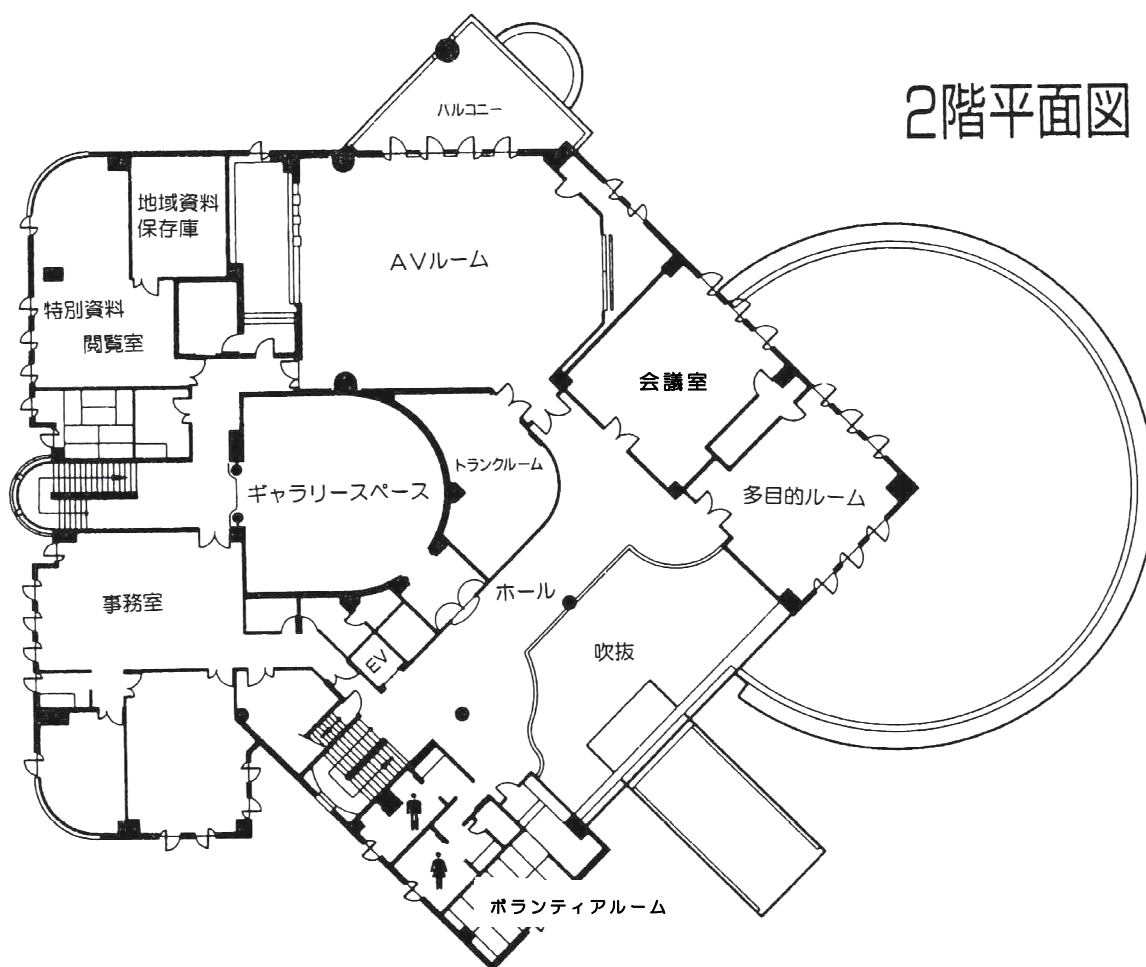 2階平面図
バルコニー
地域資料
保存庫
AVルーム
特別資料
閲覧室
会議室
トランクルーム
ギャラリースペース
多目的ルーム
ホール
事務室
吹抜
EV
ボランティアルーム